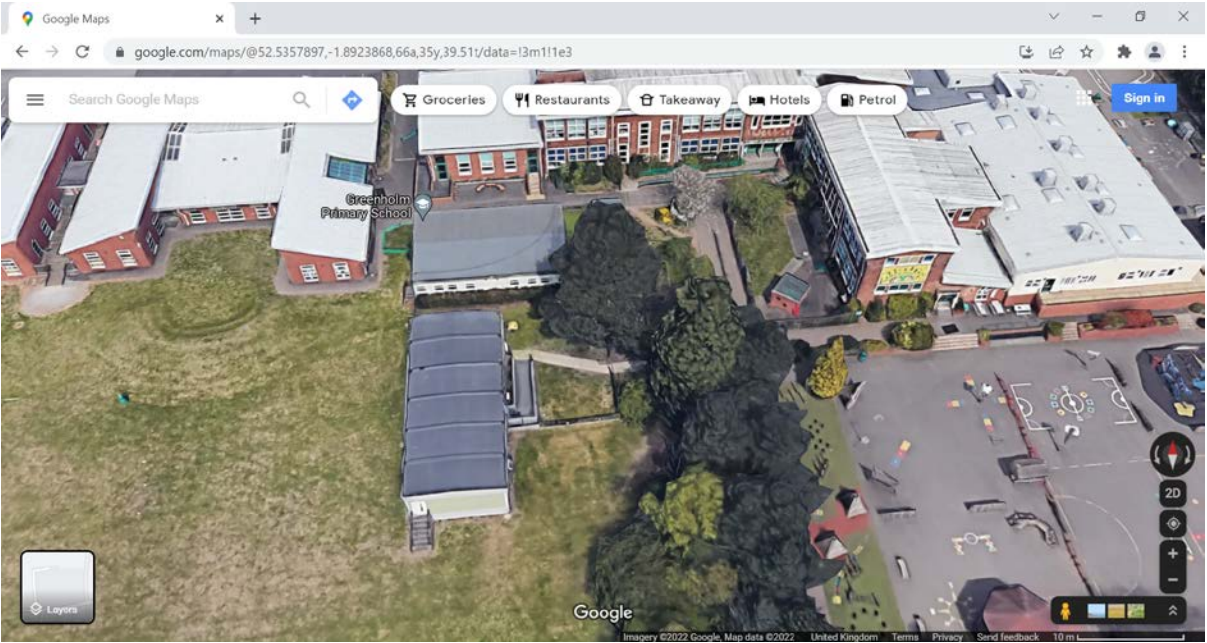 Google Maps
google.com/maps/@52.5357897,-1.8923868,66a,35y,39.51t/data=!3m1!1e3
Search Google Maps
Groceries
Restaurants
Takeaway
Hotels
Petrol
Sign in
Greenholm
Primary School
2D
Layers
Google
Imagery ©2022 Google, Map data ©2022 United Kingdom Terms Privacy Send feedback 10 m